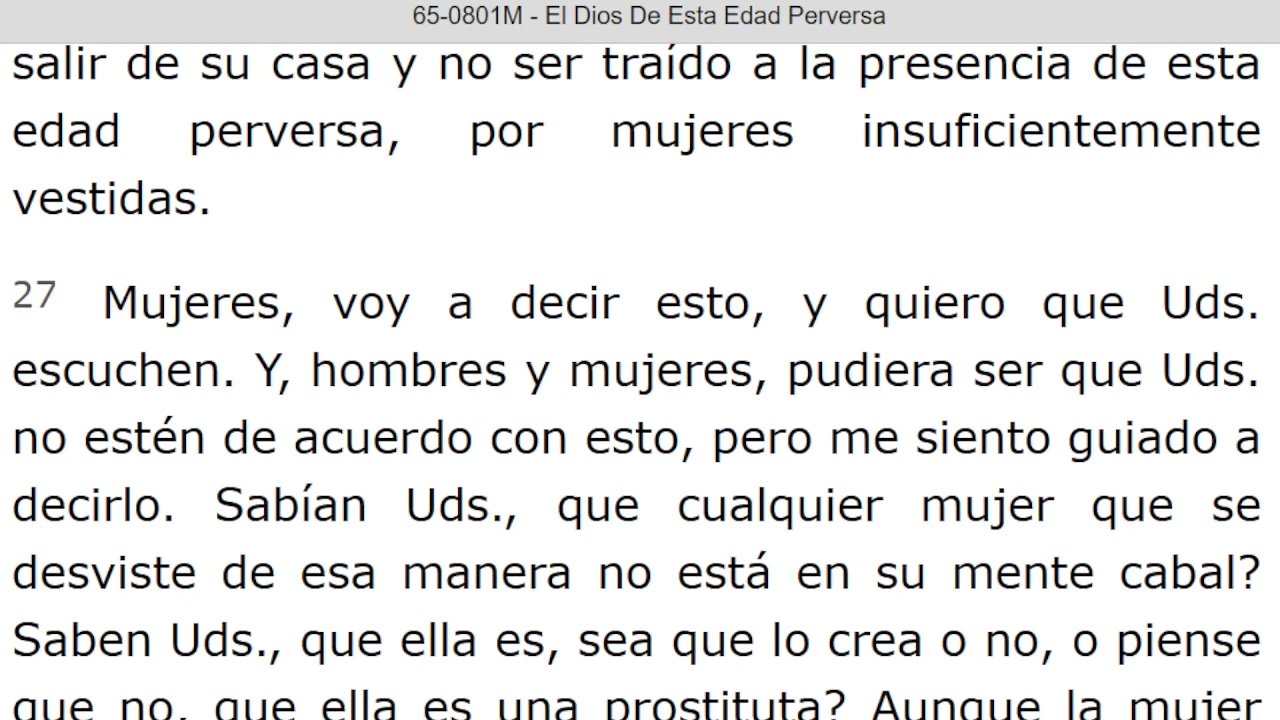 65-0801M - El Dios De Esta Edad Perversa
salir de su casa y no ser traído a la presencia de esta
edad perversa, por mujeres insuficientemente
vestidas.
27 Mujeres, voy a decir esto, y quiero que Uds.
escuchen. Y, hombres y mujeres, pudiera ser que Uds.
no estén de acuerdo con esto, pero me siento guiado a
decirlo. Sabían Uds., que cualquier mujer que se
desviste de esa manera no está en su mente cabal?
Saben Uds., que ella es, sea que lo crea o no, o piense
que no, que ella es una prostituta? Aunque la mujer